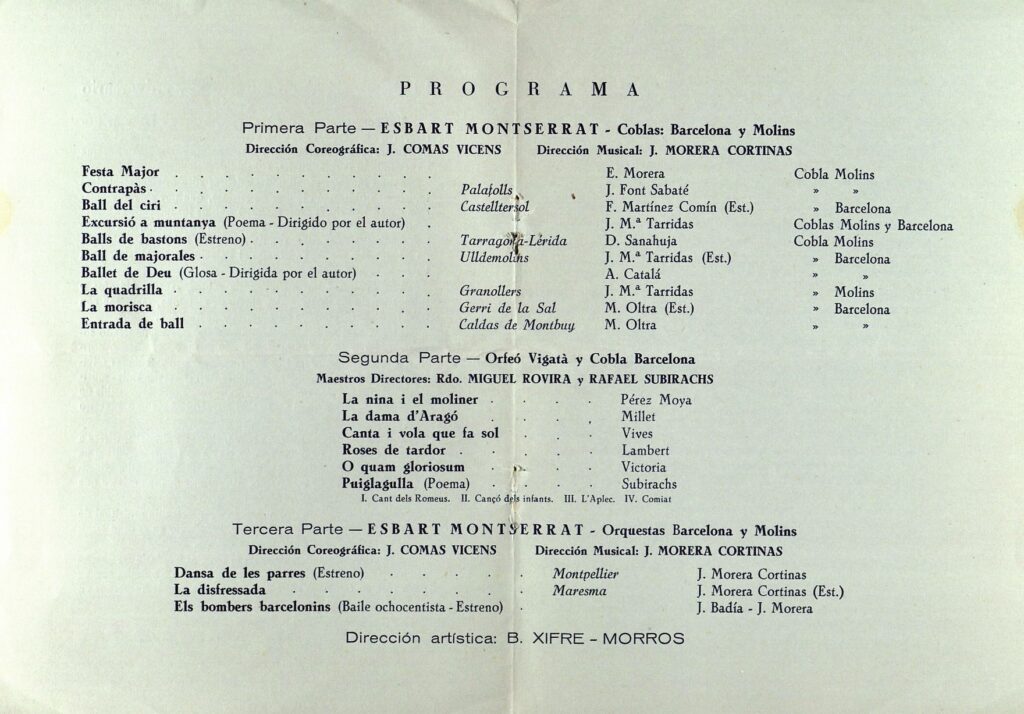 PROGRAMA
Primera Parte — ESBART MONTSERRAT - Coblas: Barcelona y Molins
Dirección Coreográfica: J. COMAS VICENS Dirección Musical: J. MORERA CORTINAS
Festa Major . . . . . . . . . . . E. Morera Cobla Molins
Contrapàs . . . . . . . . . . . Palafolls J. Font Sabaté » »
Ball del ciri . . . . . . . . . . . Castelltersol F. Martínez Comín (Est.) » Barcelona
Excursió a muntanya (Poema - Dirigido por el autor) . J. M.ª Tarridas Coblas Molins y Barcelona
Balls de bastons (Estreno) . . . . . . . Tarragona-Lérida D. Sanahuja Cobla Molins
Ball de majorales . . . . . . . . . Ulldemolins J. M.ª Tarridas (Est.) » Barcelona
Ballet de Deu (Glosa - Dirigida por el autor) . . . A. Catalá » »
La quadrilla . . . . . . . . . . Granollers J. M.ª Tarridas » Molins
La morisca . . . . . . . . . . Gerri de la Sal M. Oltra (Est.) » Barcelona
Entrada de ball . . . . . . . . . Caldas de Montbuy M. Oltra » »
Segunda Parte — Orfeó Vigatà y Cobla Barcelona
Maestros Directores: Rdo. MIGUEL ROVIRA y RAFAEL SUBIRACHS
La nina i el moliner . . . . Pérez Moya
La dama d'Aragó . . . . Millet
Canta i vola que fa sol . . . Vives
Roses de tardor . . . . . Lambert
O quam gloriosum . . . . Victoria
Puiglagulla (Poema) . . . . Subirachs
I. Cant dels Romeus. II. Cançó dels infants. III. L'Aplec. IV. Comiat
Tercera Parte — ESBART MONTSERRAT - Orquestas Barcelona y Molins
Dirección Coreográfica: J. COMAS VICENS Dirección Musical: J. MORERA CORTINAS
Dansa de les parres (Estreno) . . . . . Montpellier J. Morera Cortinas
La disfressada . . . . . . . . Maresma J. Morera Cortinas (Est.)
Els bombers barcelonins (Baile ochocentista - Estreno) . J. Badía - J. Morera
Dirección artística: B. XIFRE - MORROS